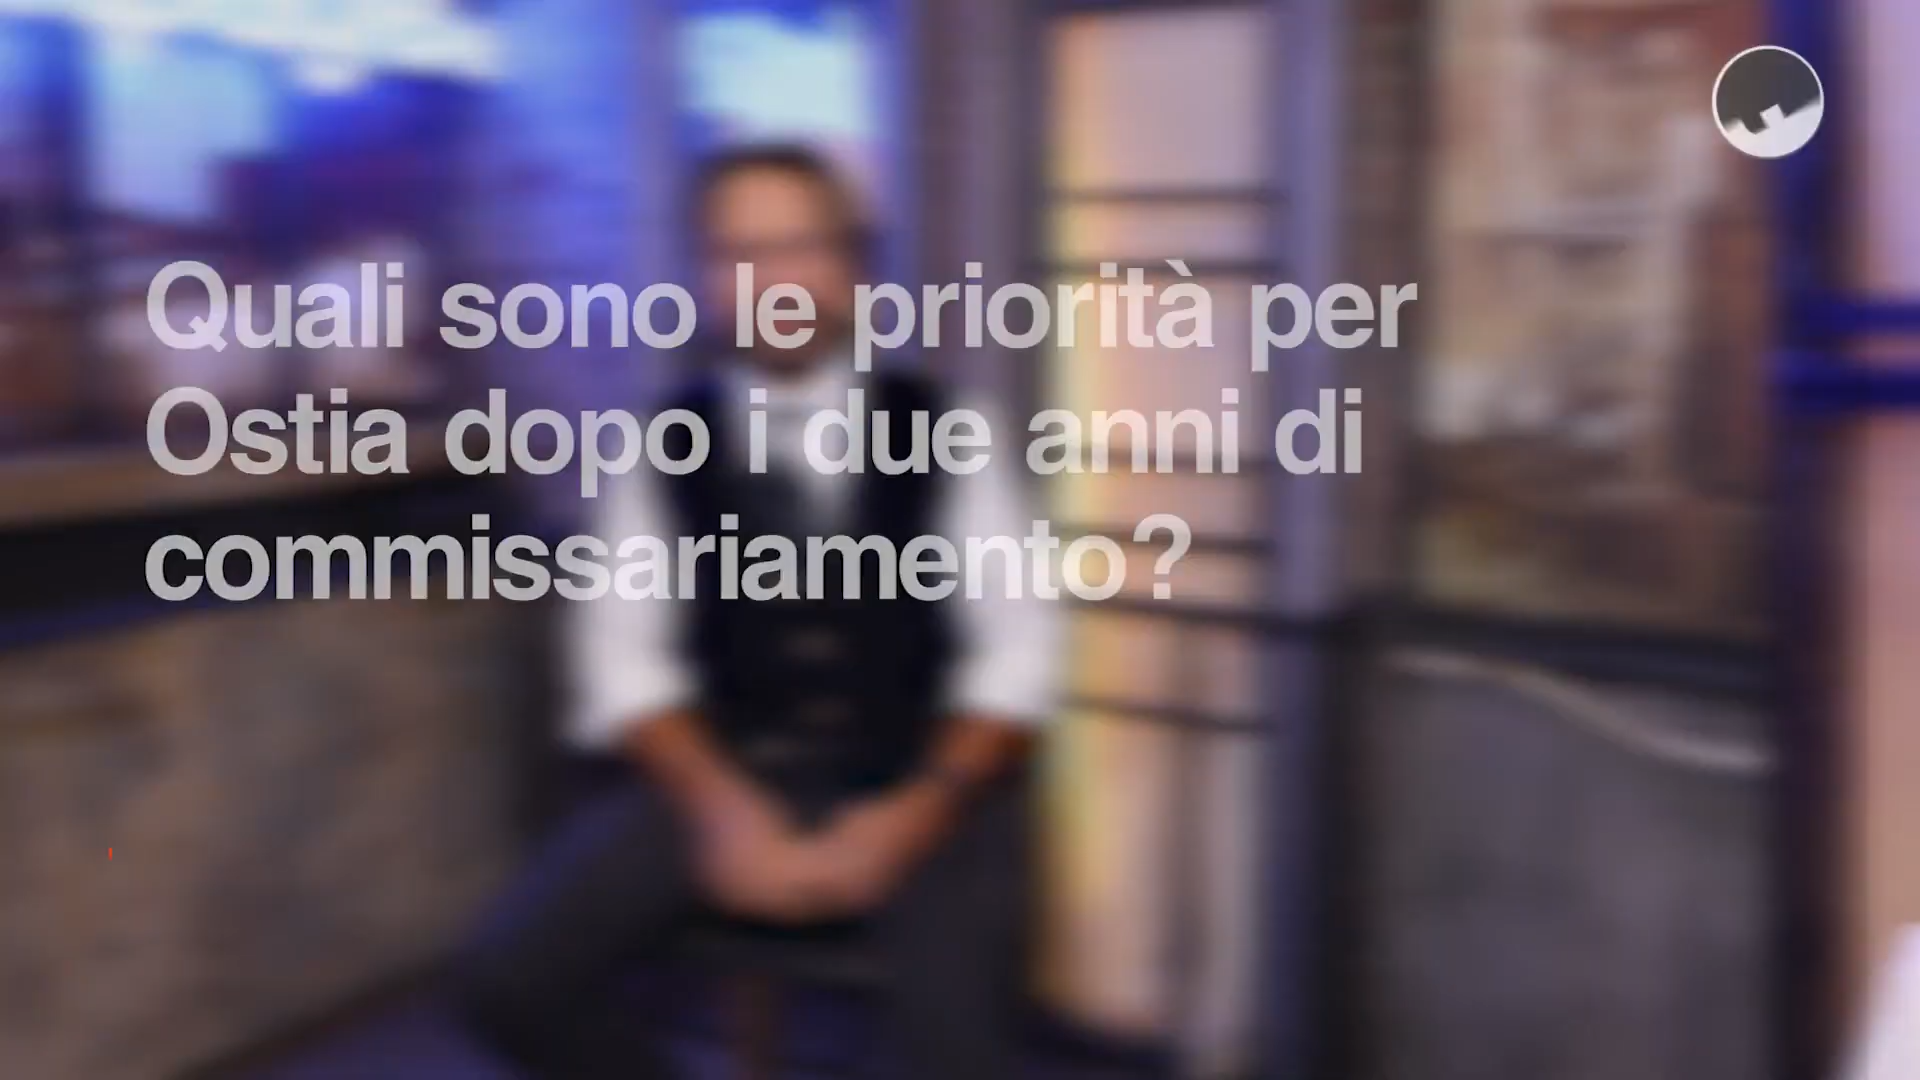 Quali sono le priorità per
Ostia dopo i due anni di
commissariamento?